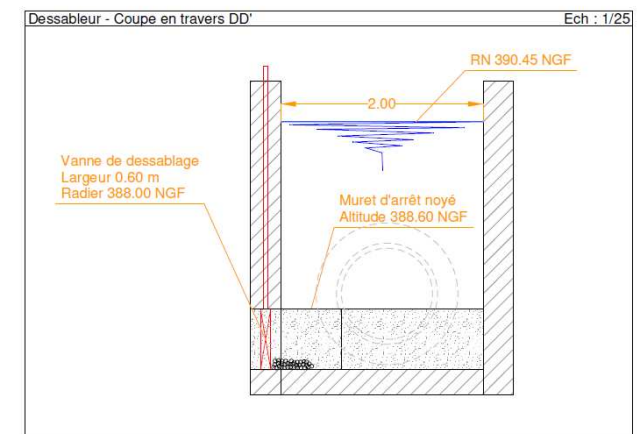 Dessableur - Coupe en travers DD'
Ech : 1/25
RN 390.45 NGF
2.00
Vanne de dessablage
Largeur 0.60 m
Radier 388.00 NGF
Muret d'arrêt noyé
Altitude 388.60 NGF